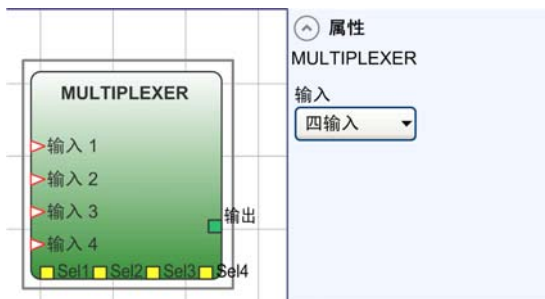 属性
MULTIPLEXER
输入
四输入
MULTIPLEXER
输入 1
输入 2
输入 3
输入 4
输出
Sel1 Sel2 Sel3 Sel4